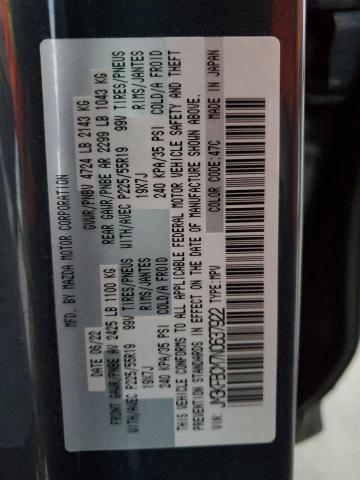 MFD. BY MAZDA MOTOR CORPORATION
DATE 06/22 GVWR/PNBV 4724 LB 2143 KG
FRONT GAWR/PNBE AV 2425 LB 1100 KG REAR GAWR/PNBE AR 2299 LB 1043 KG
WITH/AVEC P225/55R19 99V TIRES/PNEUS WITH/AVEC P225/55R19 99V TIRES/PNEUS
19X7J RIMS/JANTES 19X7J RIMS/JANTES
240 KPA/35 PSI COLD/A FROID 240 KPA/35 PSI COLD/A FROID
THIS VEHICLE CONFORMS TO ALL APPLICABLE FEDERAL MOTOR VEHICLE SAFETY AND THEFT
PREVENTION STANDARDS IN EFFECT ON THE DATE OF MANUFACTURE SHOWN ABOVE.
VIN: TYPE:MPV COLOR CODE: 47C MADE IN JAPAN